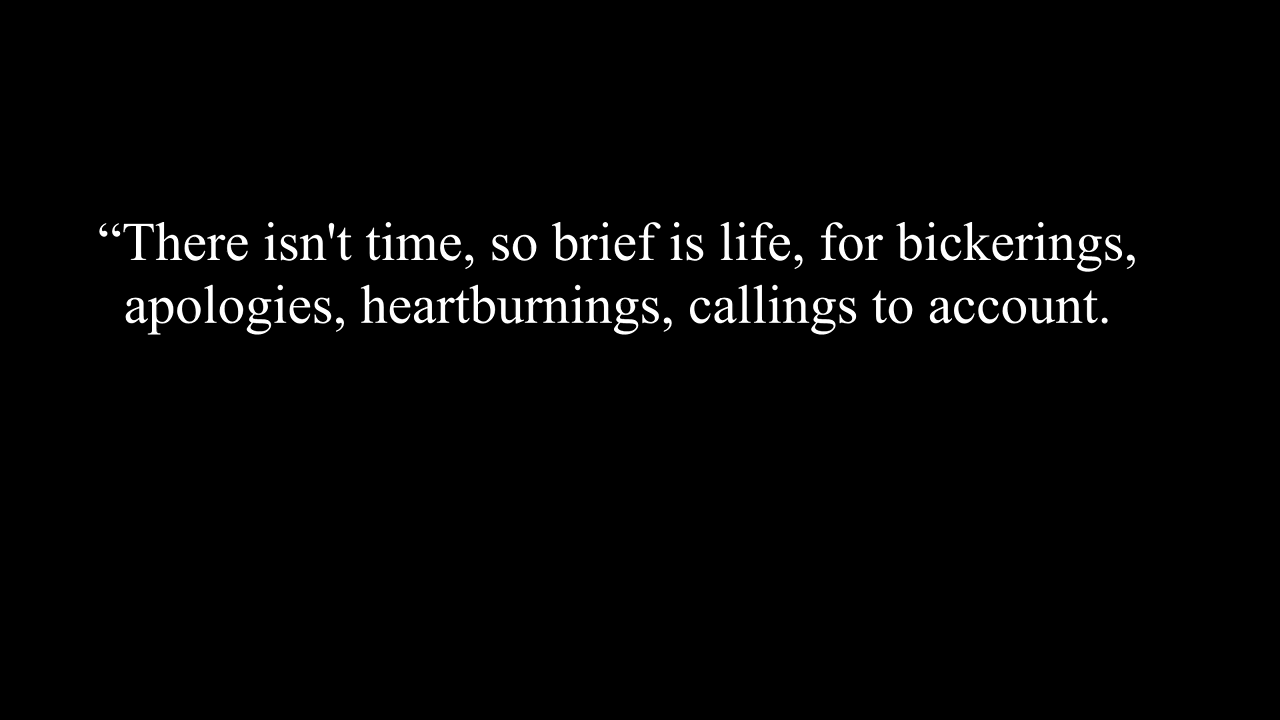 “There isn't time, so brief is life, for bickerings,
apologies, heartburnings, callings to account.